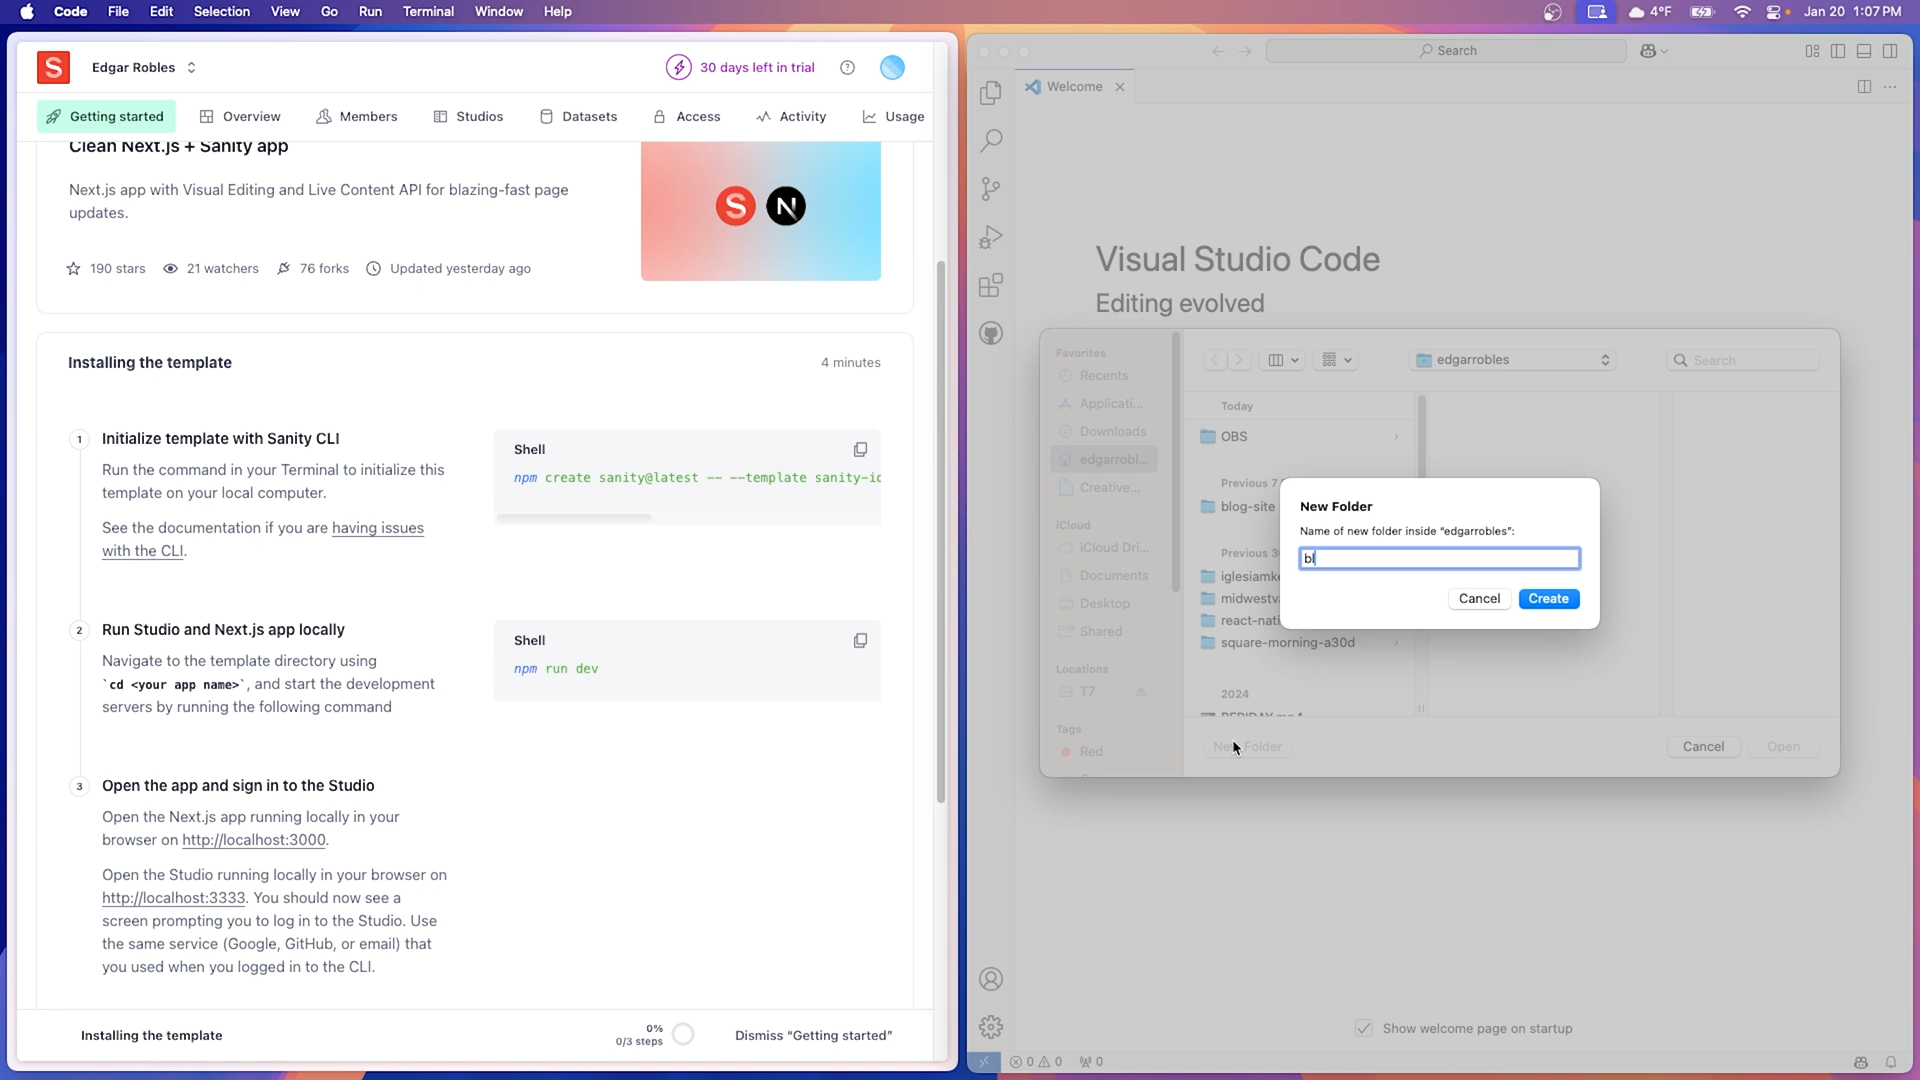 Code File Edit Selection View Go Run Terminal Window Help
4°F Jan 20 1:07 PM
S Edgar Robles
30 days left in trial
Getting started Overview Members Studios Datasets Access Activity Usage
Clean Next.js + Sanity app
Next.js app with Visual Editing and Live Content API for blazing-fast page
updates.
S N
190 stars 21 watchers 76 forks Updated yesterday ago
Installing the template 4 minutes
1 Initialize template with Sanity CLI
Run the command in your Terminal to initialize this
template on your local computer.
See the documentation if you are having issues
with the CLI.
Shell
npm create sanity@latest -- --template sanity-io
2 Run Studio and Next.js app locally
Navigate to the template directory using
`cd <your app name>`, and start the development
servers by running the following command
Shell
npm run dev
3 Open the app and sign in to the Studio
Open the Next.js app running locally in your
browser on http://localhost:3000.
Open the Studio running locally in your browser on
http://localhost:3333. You should now see a
screen prompting you to log in to the Studio. Use
the same service (Google, GitHub, or email) that
you used when you logged in to the CLI.
Installing the template
0%
0/3 steps
Dismiss “Getting started”
Search
Welcome
Visual Studio Code
Editing evolved
Favorites
Recents
Applicati...
Downloads
edgarrobl...
Creative...
iCloud
iCloud Dri...
Documents
Desktop
Shared
Locations
T7
Tags
Red
edgarrobles
Search
Today
OBS
Previous 7
blog-site
Previous 3
iglesiamke
midwestv
react-nati
square-morning-a30d
2024
New Folder
Cancel Open
New Folder
Name of new folder inside “edgarrobles”:
bl
Cancel Create
Show welcome page on startup
0 0 0